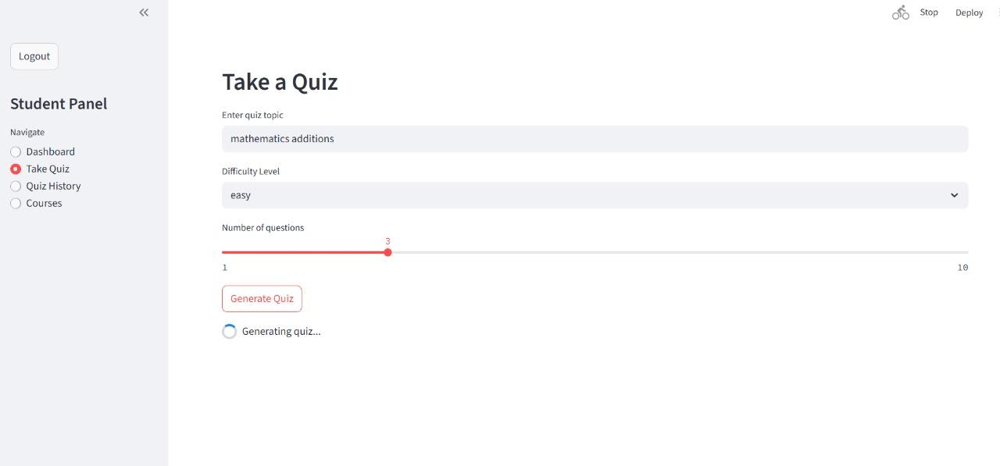 Stop
Deploy
Logout
Student Panel
Navigate
Dashboard
Take Quiz
Quiz History
Courses
Take a Quiz
Enter quiz topic
mathematics additions
Difficulty Level
easy
Number of questions
3
1
10
Generate Quiz
Generating quiz...